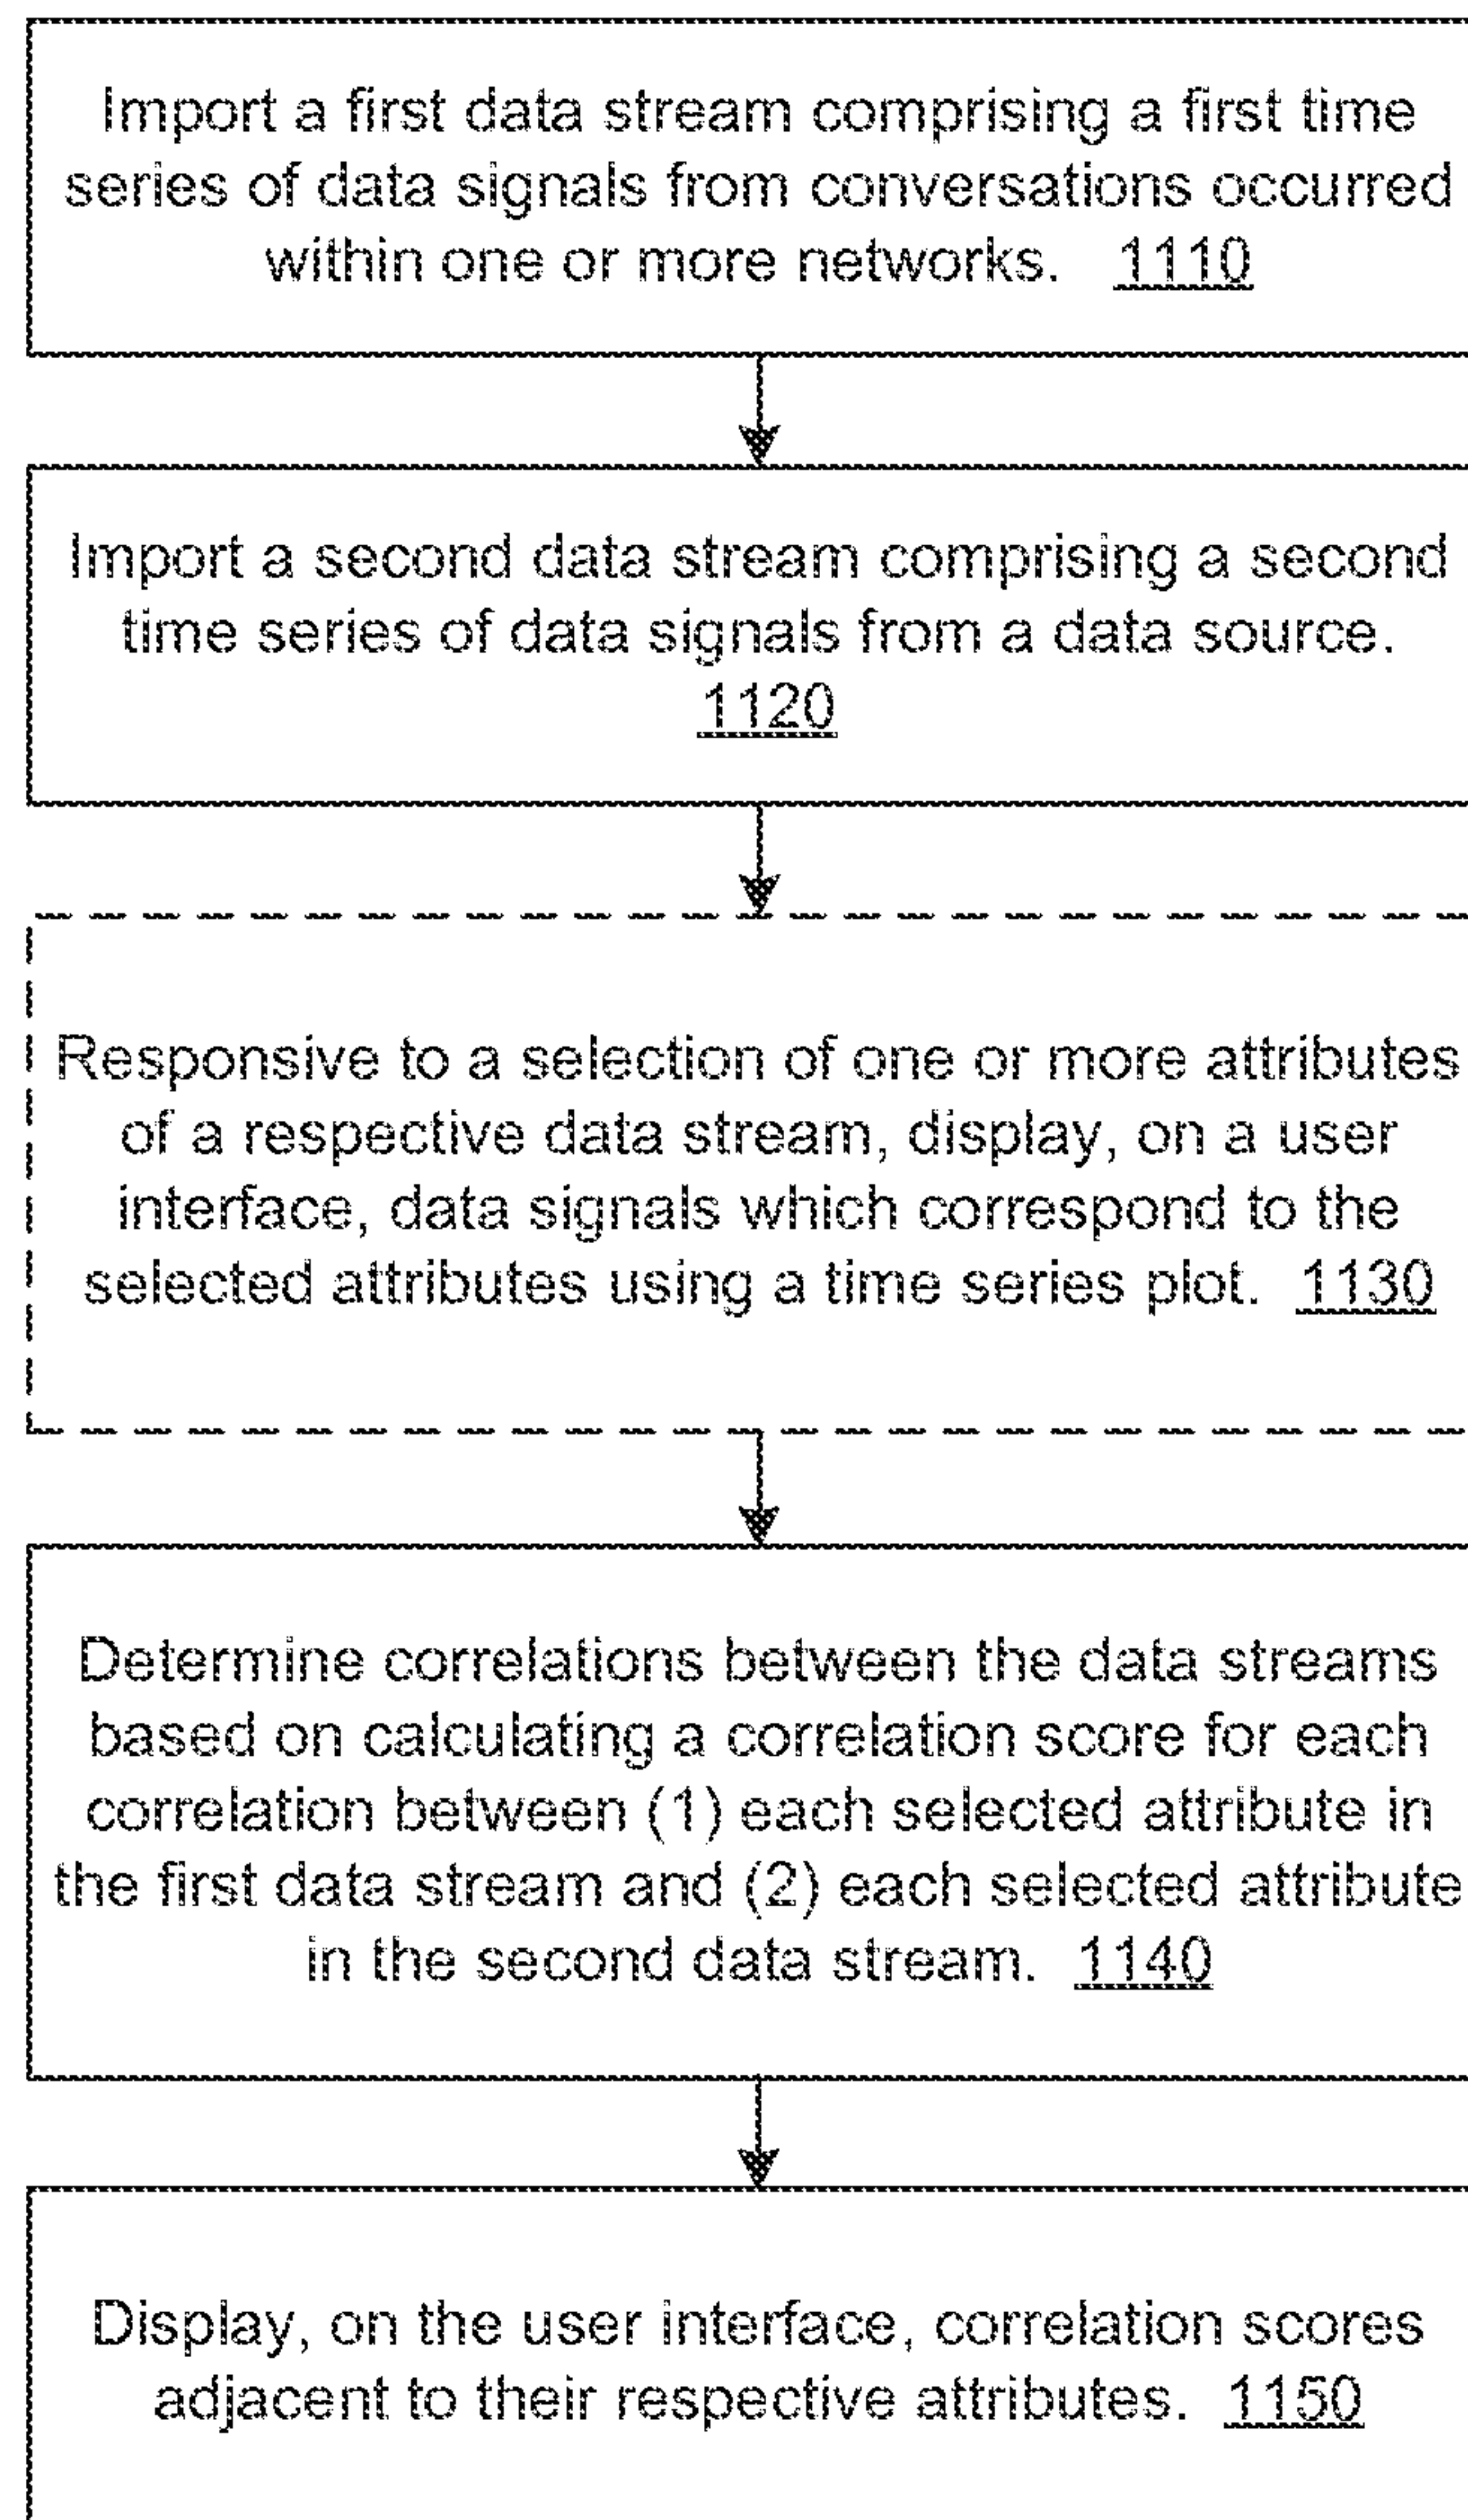 Import a first data stream comprising a first time
series of data signals from conversations occurred
within one or more networks. 1110
Import a second data stream comprising a second
time series of data signals from a data source.
1120
Responsive to a selection of one or more attributes
of a respective data stream, display, on a user
interface, data signals which correspond to the
selected attributes using a time series plot. 1130
Determine correlations between the data streams
based on calculating a correlation score for each
correlation between (1) each selected attribute in
the first data stream and (2) each selected attribute
in the second data stream. 1140
Display, on the user interface, correlation scores
adjacent to their respective attributes. 1150